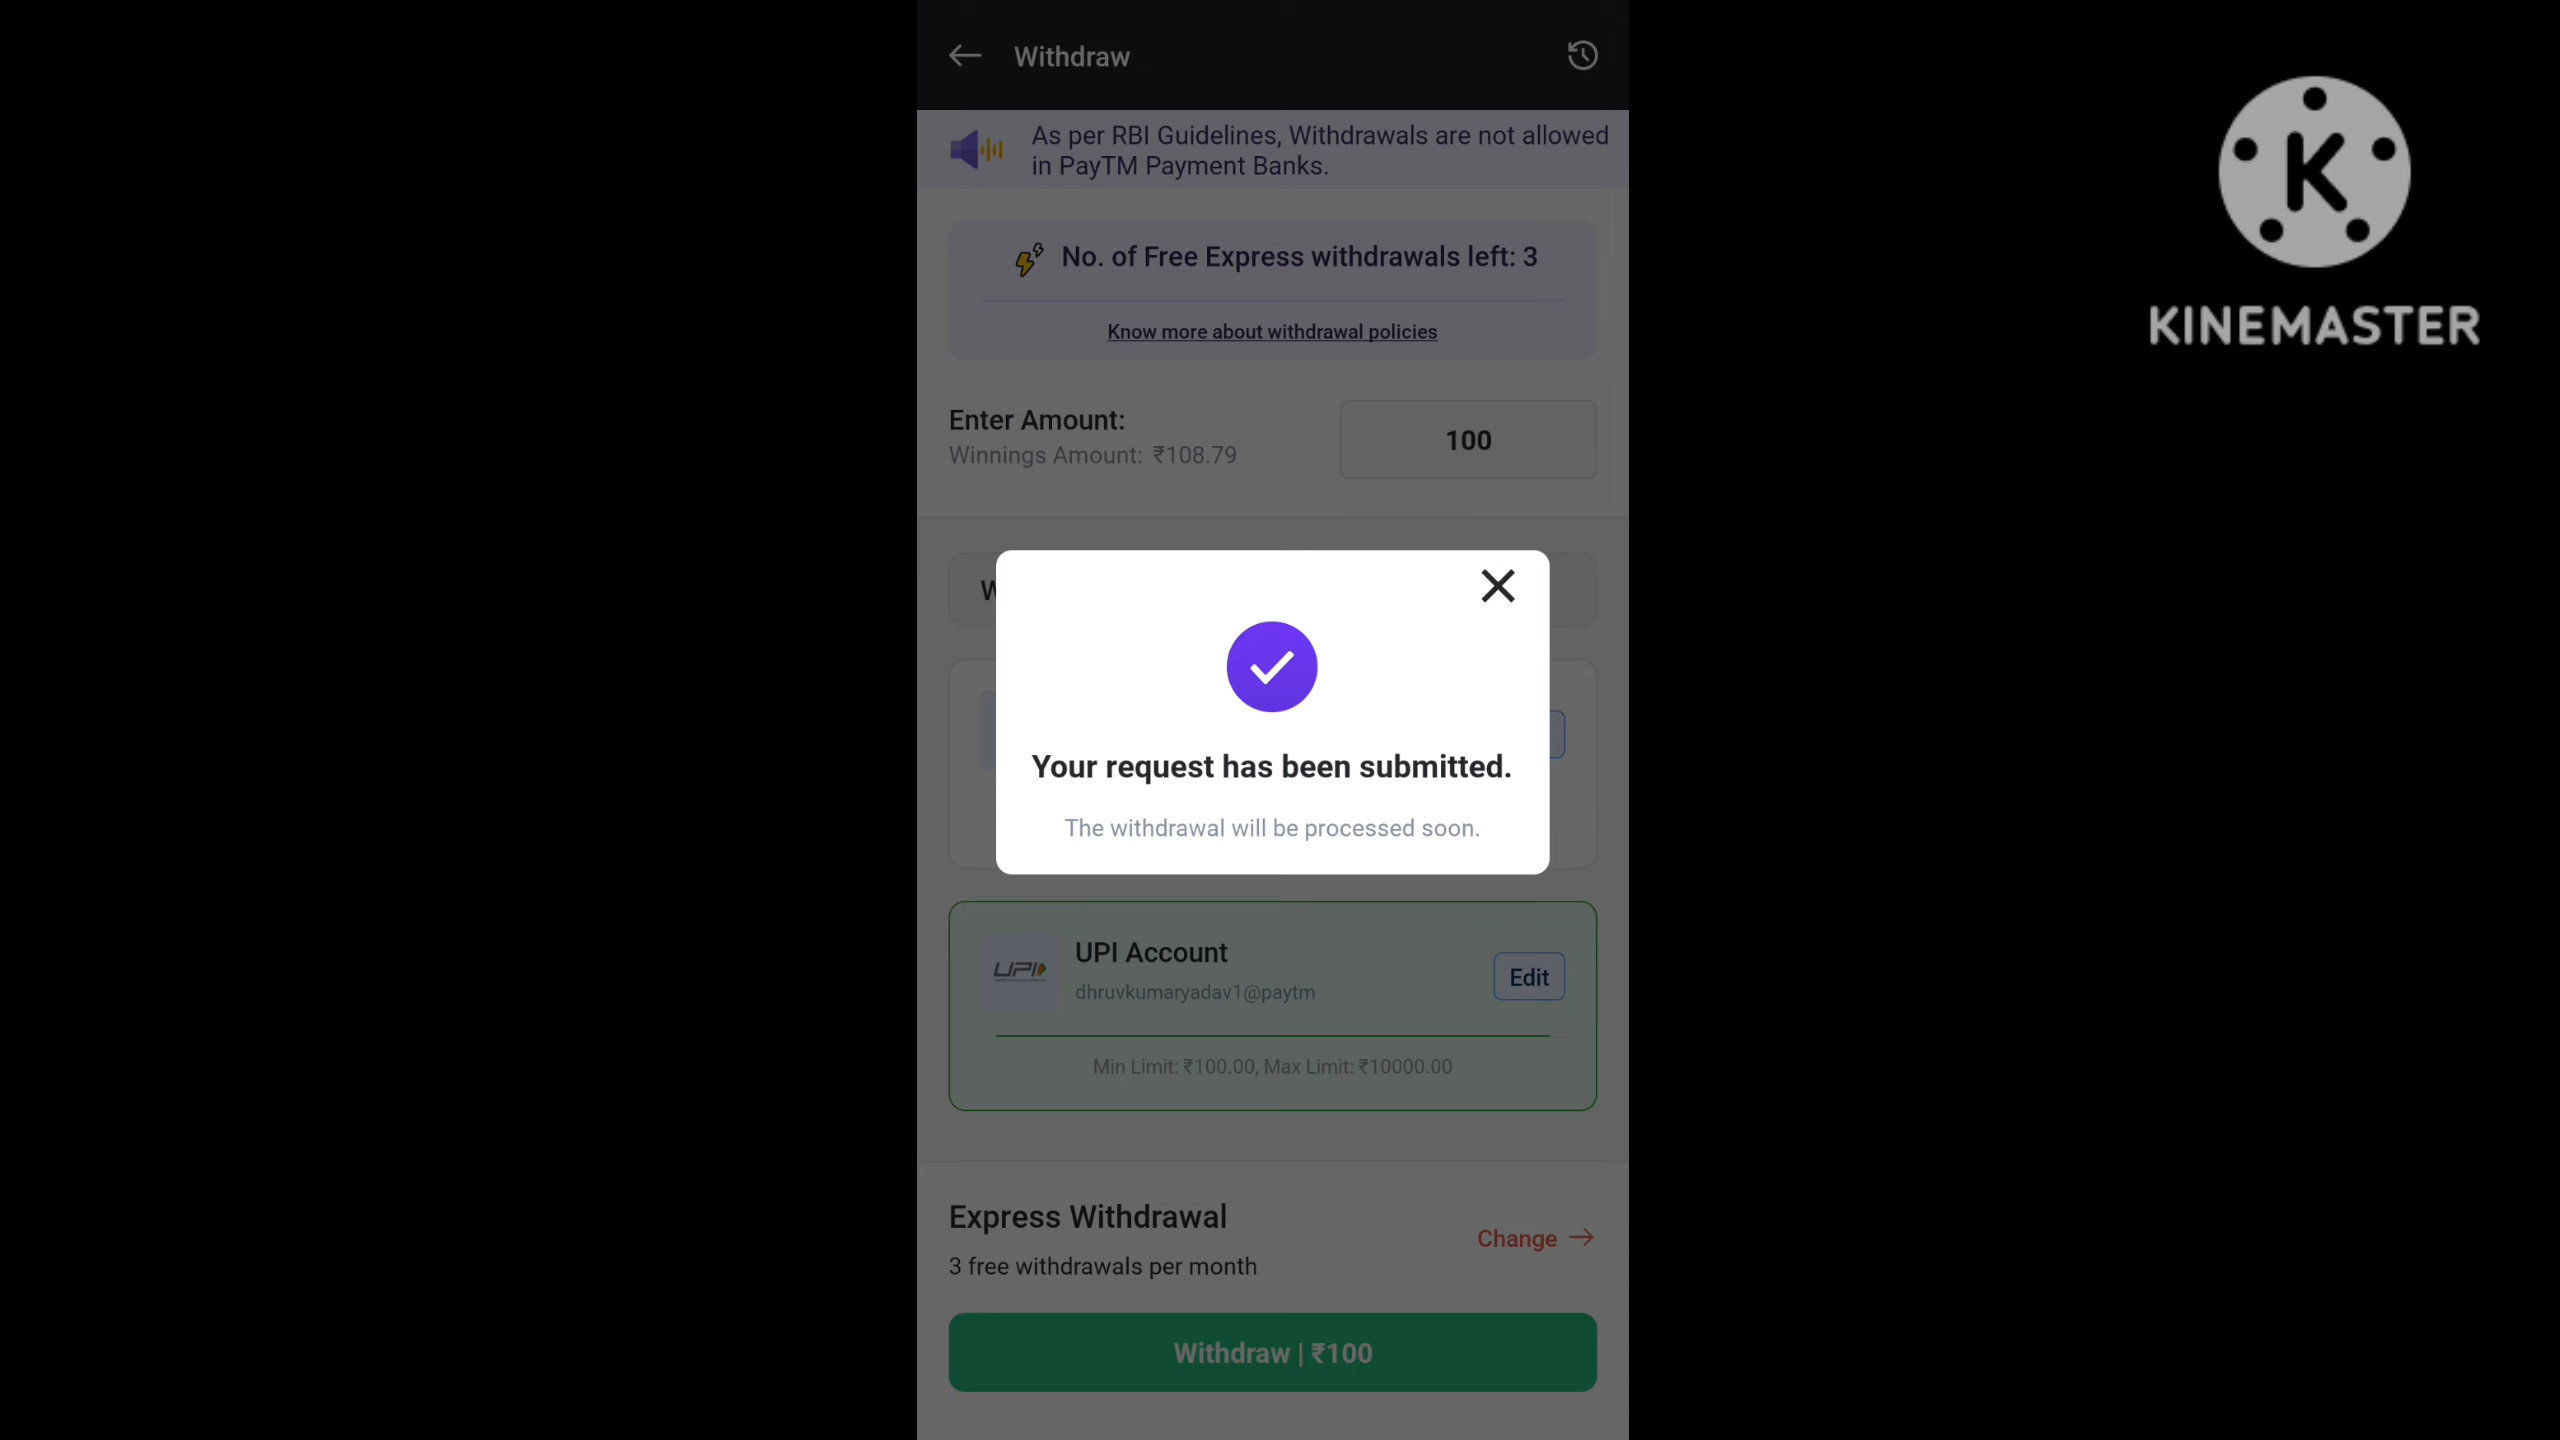 Withdraw
As per RBI Guidelines, Withdrawals are not allowed
in PayTM Payment Banks.
No. of Free Express withdrawals left: 3
Know more about withdrawal policies
Enter Amount:
Winnings Amount: ₹108.79
100
W
Your request has been submitted.
The withdrawal will be processed soon.
UPI
UPI Account
dhruvkumaryadav1@paytm
Edit
Min Limit: ₹100.00, Max Limit: ₹10000.00
Express Withdrawal
3 free withdrawals per month
Change
Withdraw | ₹100
K
KINEMASTER